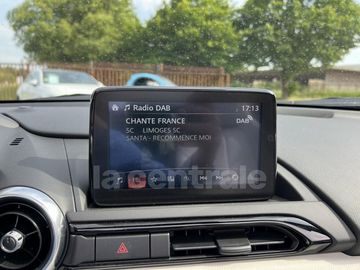 Radio DAB
17:13
CHANTE FRANCE
DAB
5C LIMOGES 5C
SANTA - RECOMMENCE MOI
lacentrale